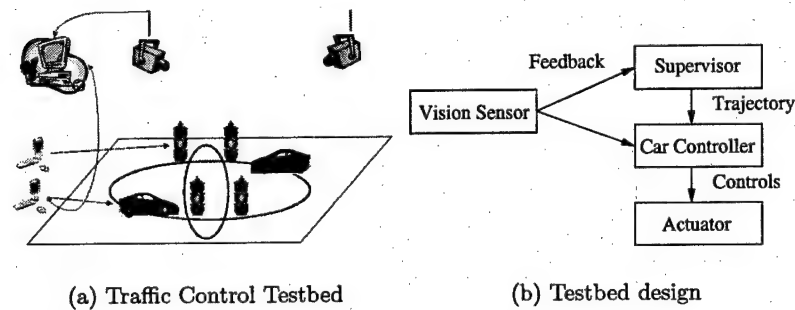 Feedback
Supervisor
Vision Sensor
Trajectory
Car Controller
Controls
Actuator
(a) Traffic Control Testbed
(b) Testbed design